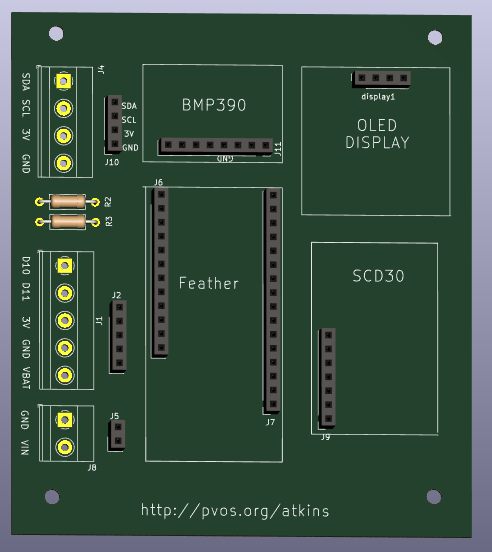 J4
SDA
SCL
3V
GND
SDA
SCL
3V
GND
J10
BMP390
GND
J11
display1
OLED
DISPLAY
R2
R3
J6
Feather
J7
SCD30
J9
D10
D11
3V
GND
VBAT
J1
J2
GND
VIN
J8
J5
http://pvos.org/atkins